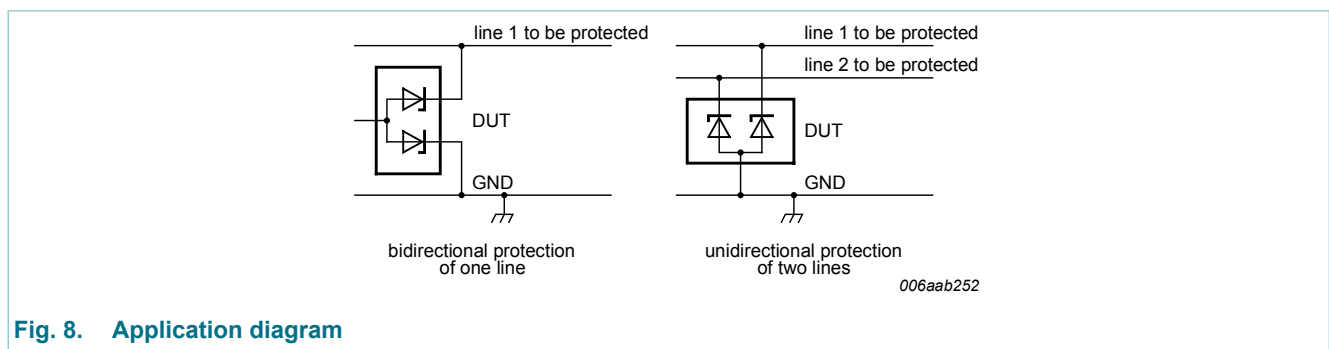 line 1 to be protected
DUT
GND
bidirectional protection
of one line
line 1 to be protected
line 2 to be protected
DUT
GND
unidirectional protection
of two lines
006aab252
Fig. 8. Application diagram